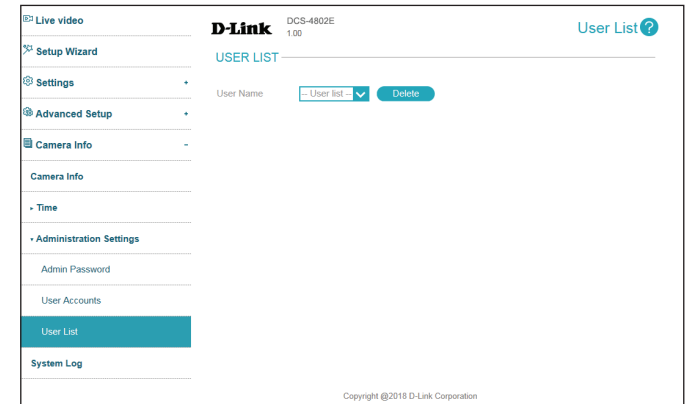 Live video
Setup Wizard
Settings +
Advanced Setup +
Camera Info -
Camera Info
Time
Administration Settings
Admin Password
User Accounts
User List
System Log
D-Link DCS-4802E
1.00
User List ?
USER LIST
User Name -- User list -- Delete
Copyright @2018 D-Link Corporation